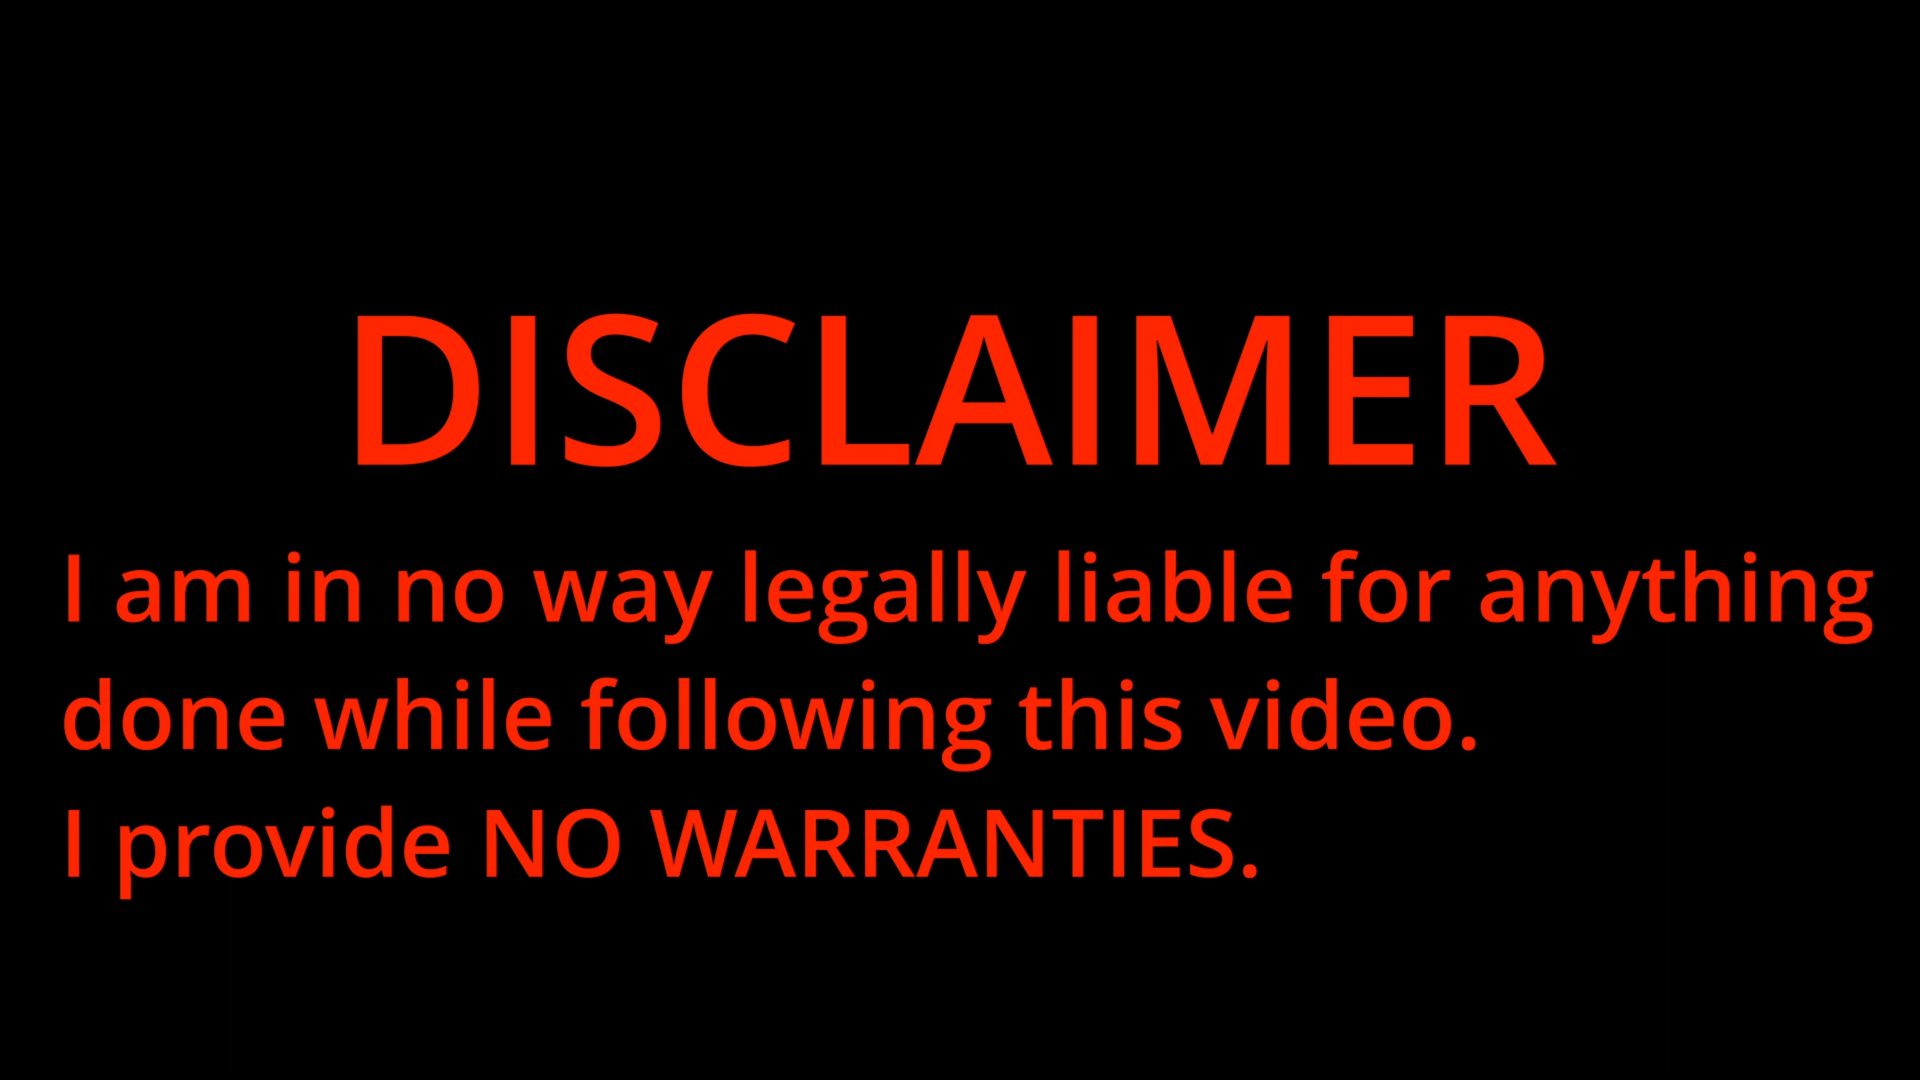 DISCLAIMER
I am in no way legally liable for anything
done while following this video.
I provide NO WARRANTIES.